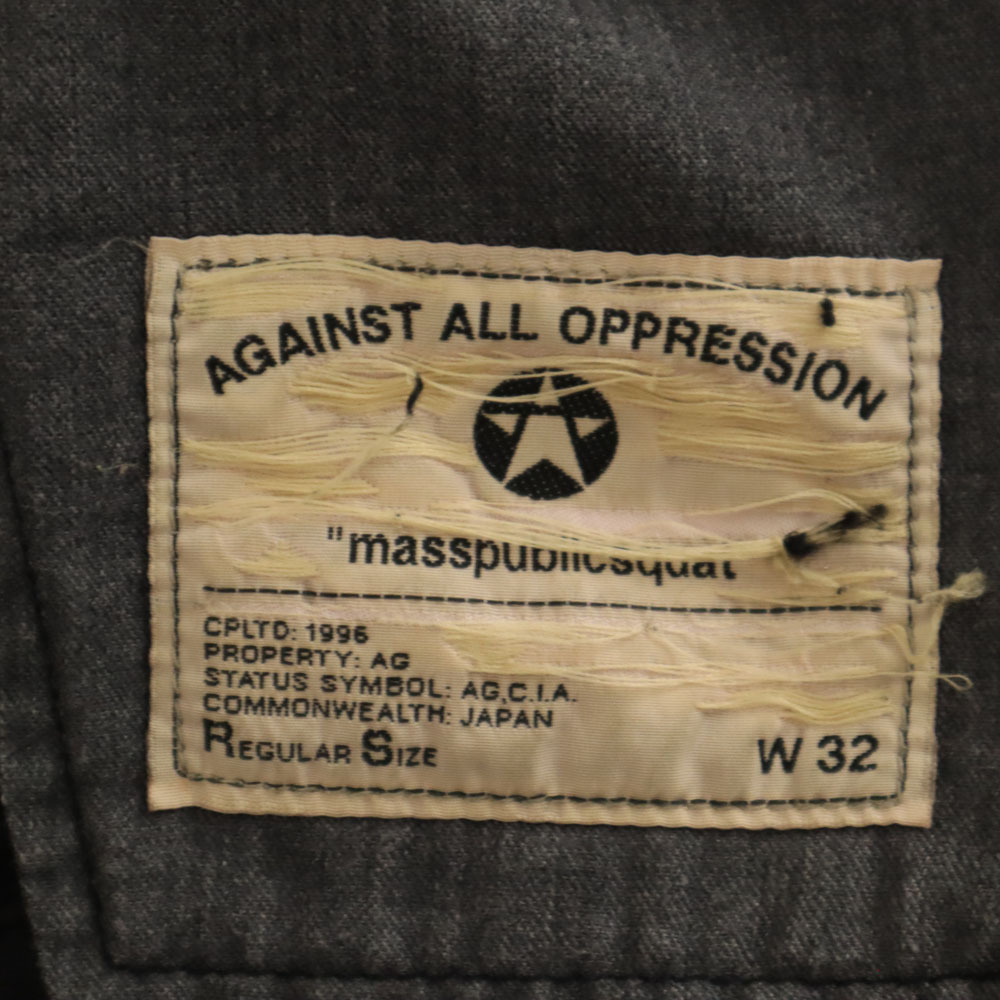 AGAINST ALL OPPRESSION
"masspublicsquat
CPLTD: 1996
PROPERTY: AG
STATUS SYMBOL: AG,C.I.A.
COMMONWEALTH: JAPAN
REGULAR SIZE
W 32